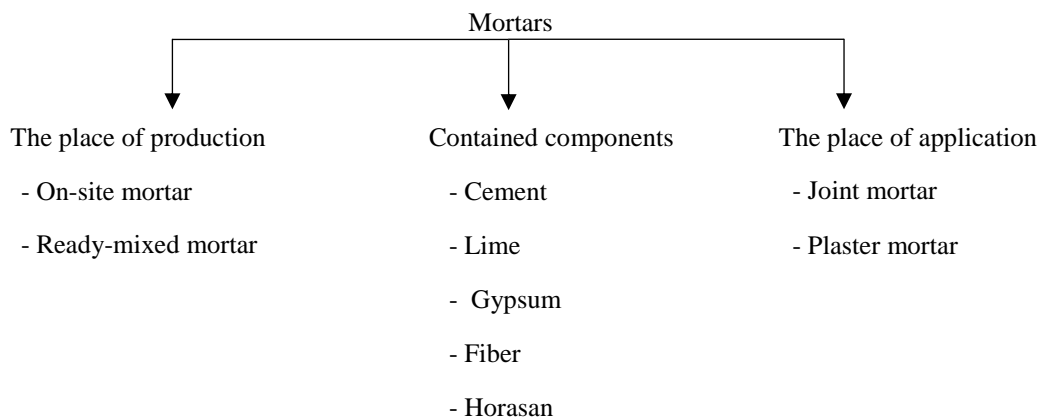 Mortars
The place of production
- On-site mortar
- Ready-mixed mortar
Contained components
- Cement
- Lime
- Gypsum
- Fiber
- Horasan
The place of application
- Joint mortar
- Plaster mortar